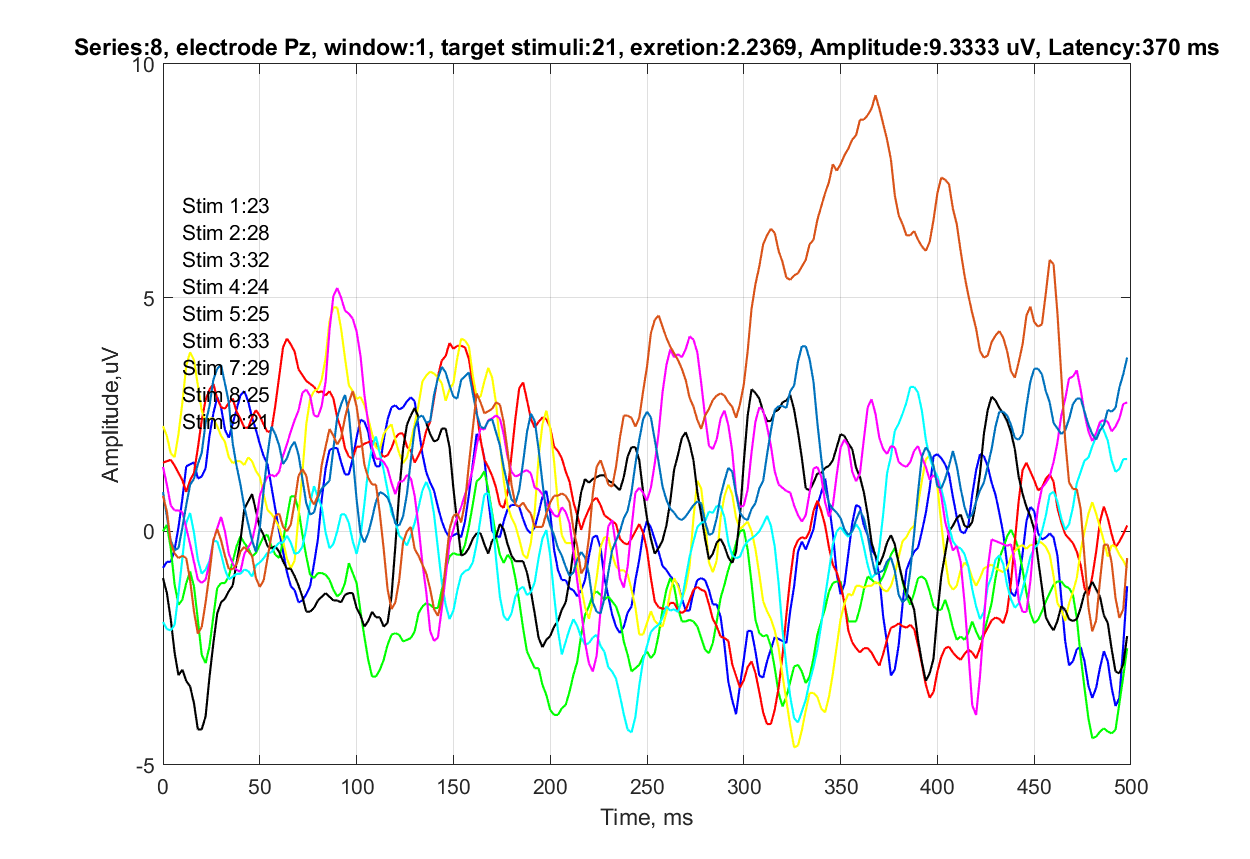 Series:8, electrode Pz, window:1, target stimuli:21, exretion:2.2369, Amplitude:9.3333 uV, Latency:370 ms
10
5
0
-5
Amplitude,uV
Stim 1:23
Stim 2:28
Stim 3:32
Stim 4:24
Stim 5:25
Stim 6:33
Stim 7:29
Stim 8:25
Stim 9:21
0 50 100 150 200 250 300 350 400 450 500
Time, ms